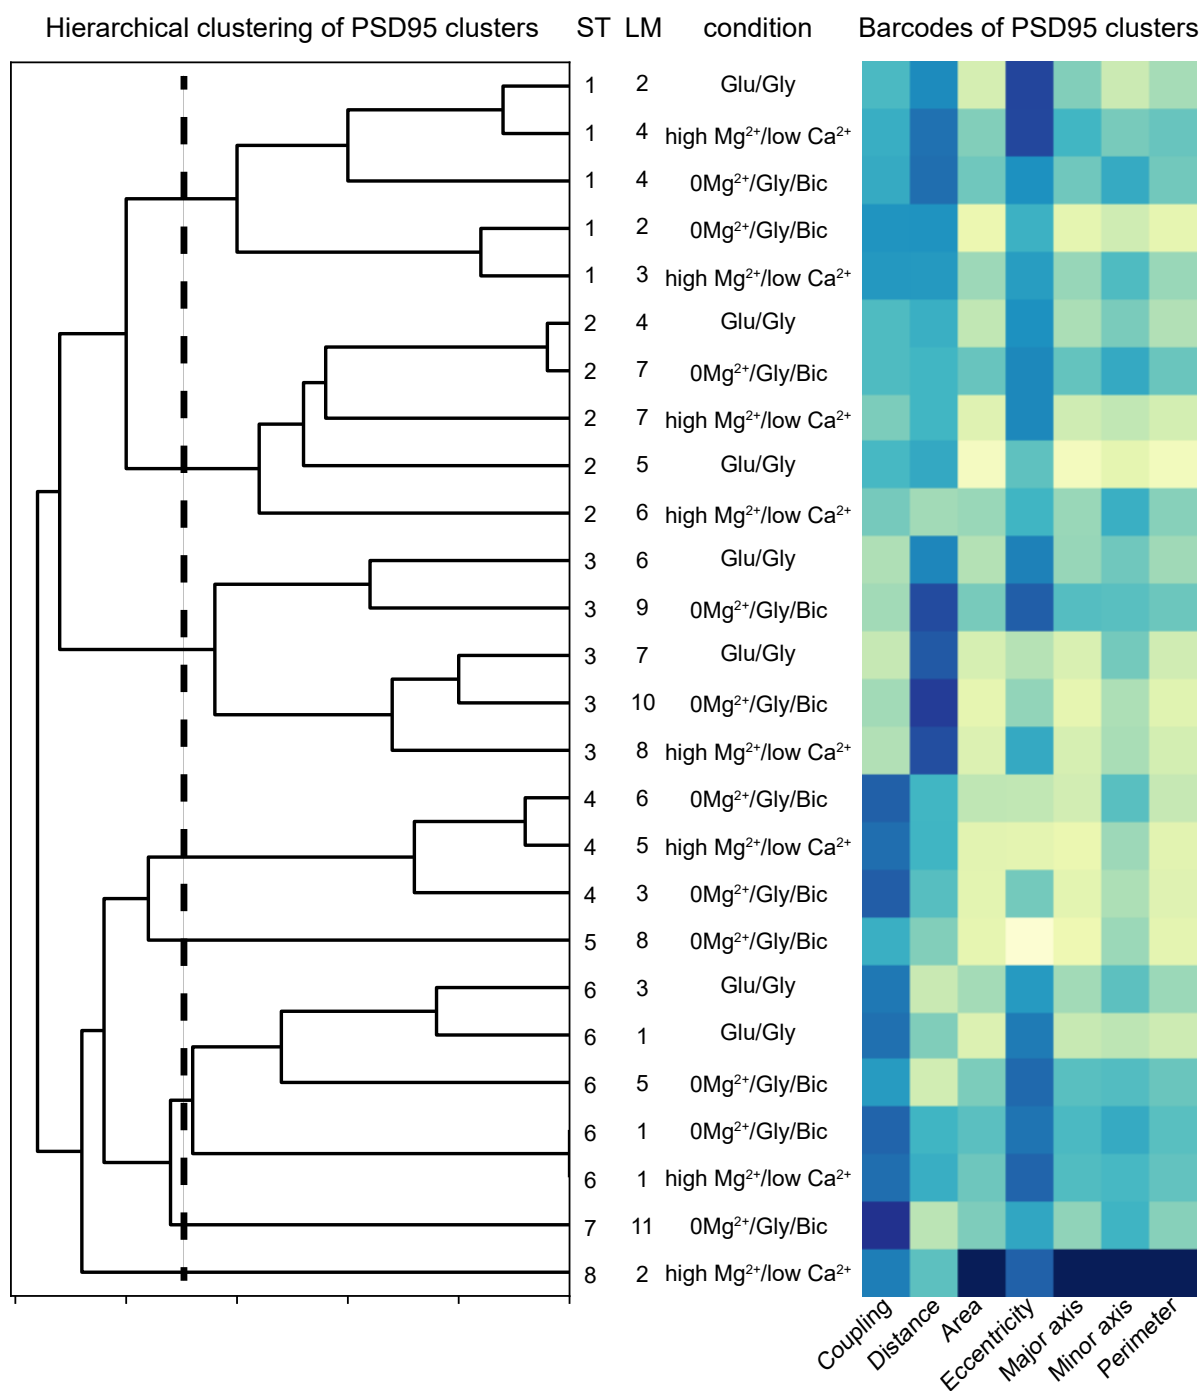 Hierarchical clustering of PSD95 clusters ST LM condition Barcodes of PSD95 clusters
1 2 Glu/Gly
1 4 high Mg²⁺/low Ca²⁺
1 4 0Mg²⁺/Gly/Bic
1 2 0Mg²⁺/Gly/Bic
1 3 high Mg²⁺/low Ca²⁺
2 4 Glu/Gly
2 7 0Mg²⁺/Gly/Bic
2 7 high Mg²⁺/low Ca²⁺
2 5 Glu/Gly
2 6 high Mg²⁺/low Ca²⁺
3 6 Glu/Gly
3 9 0Mg²⁺/Gly/Bic
3 7 Glu/Gly
3 10 0Mg²⁺/Gly/Bic
3 8 high Mg²⁺/low Ca²⁺
4 6 0Mg²⁺/Gly/Bic
4 5 high Mg²⁺/low Ca²⁺
4 3 0Mg²⁺/Gly/Bic
5 8 0Mg²⁺/Gly/Bic
6 3 Glu/Gly
6 1 Glu/Gly
6 5 0Mg²⁺/Gly/Bic
6 1 0Mg²⁺/Gly/Bic
6 1 high Mg²⁺/low Ca²⁺
7 11 0Mg²⁺/Gly/Bic
8 2 high Mg²⁺/low Ca²⁺
Coupling
Distance
Area
Eccentricity
Major axis
Minor axis
Perimeter